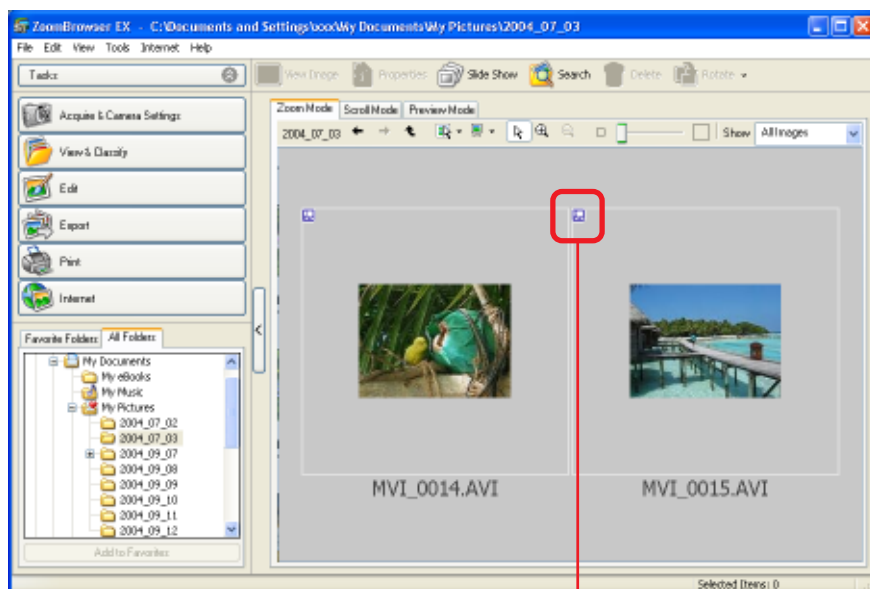 ZoomBrowser EX - C:\Documents and Settings\xxx\My Documents\My Pictures\2004_07_03
File Edit View Tools Internet Help
Tasks
View Image Properties Slide Show Search Delete Rotate
Acquire & Camera Settings
View & Classify
Edit
Export
Print
Internet
Zoom Mode Scroll Mode Preview Mode
2004_07_03 Show All Images
MVI_0014.AVI MVI_0015.AVI
Favorite Folders All Folders
My Documents
My eBooks
My Music
My Pictures
2004_07_02
2004_07_03
2004_09_07
2004_09_08
2004_09_09
2004_09_10
2004_09_11
2004_09_12
Add to Favorites
Selected Items: 0